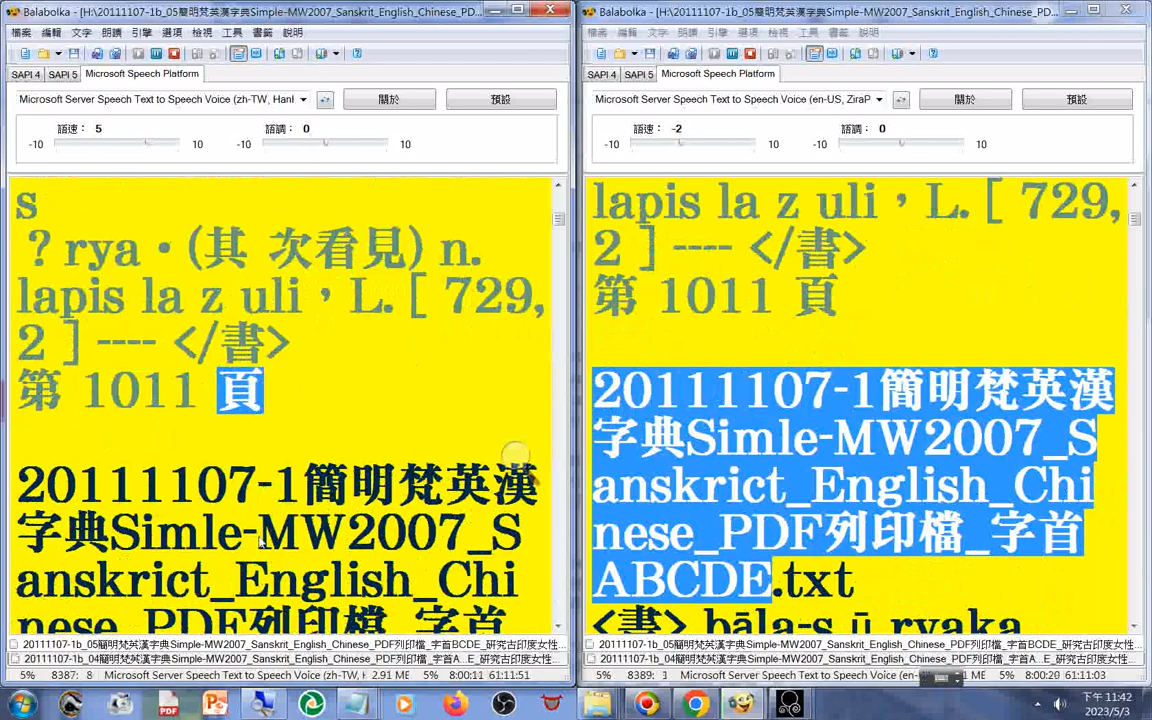 Balabolka - [H:\20111107-1b_05簡明梵英漢字典Simple-MW2007_Sanskrit_English_Chinese_PD...
檔案 編輯 文字 朗讀 引擎 選項 檢視 工具 書籤 說明
SAPI 4 SAPI 5 Microsoft Speech Platform
Microsoft Server Speech Text to Speech Voice (zh-TW, Hanl 關於 預設
語速： 5 語調： 0
-10 10 -10 10
s
? rya・(其 次看見) n.
lapis la z uli，L. [ 729,
2 ] ---- </書>
第 1011 頁
20111107-1簡明梵英漢
字典Simle-MW2007_S
anskrict_English_Chi
nese_PDF列印檔_字首
20111107-1b_05簡明梵英漢字典Simple-MW2007_Sanskrit_English_Chinese_PDF列印檔_字首BCDE_研究古印度女性...
20111107-1b_04簡明梵英漢字典Simple-MW2007_Sanskrit_English_Chinese_PDF列印檔_字首A...E_研究古印度女性...
5% 8387: 8 Microsoft Server Speech Text to Speech Voice (zh-TW, 2.91 MB 5% 8:00:11 61:11:51
Balabolka - [H:\20111107-1b_05簡明梵英漢字典Simple-MW2007_Sanskrit_English_Chinese_PD...
檔案 編輯 文字 朗讀 引擎 選項 檢視 工具 書籤 說明
SAPI 4 SAPI 5 Microsoft Speech Platform
Microsoft Server Speech Text to Speech Voice (en-US, ZiraP 關於 預設
語速： -2 語調： 0
-10 10 -10 10
lapis la z uli，L. [ 729,
2 ] ---- </書>
第 1011 頁
20111107-1簡明梵英漢
字典Simle-MW2007_S
anskrict_English_Chi
nese_PDF列印檔_字首
ABCDE.txt
<書> bāla-s ū ryaka
20111107-1b_05簡明梵英漢字典Simple-MW2007_Sanskrit_English_Chinese_PDF列印檔_字首BCDE_研究古印度女性...
20111107-1b_04簡明梵英漢字典Simple-MW2007_Sanskrit_English_Chinese_PDF列印檔_字首A...E_研究古印度女性...
5% 8389: Microsoft Server Speech Text to Speech Voice 5% 8:00:20 61:11:03
下午 11:42
2023/5/3